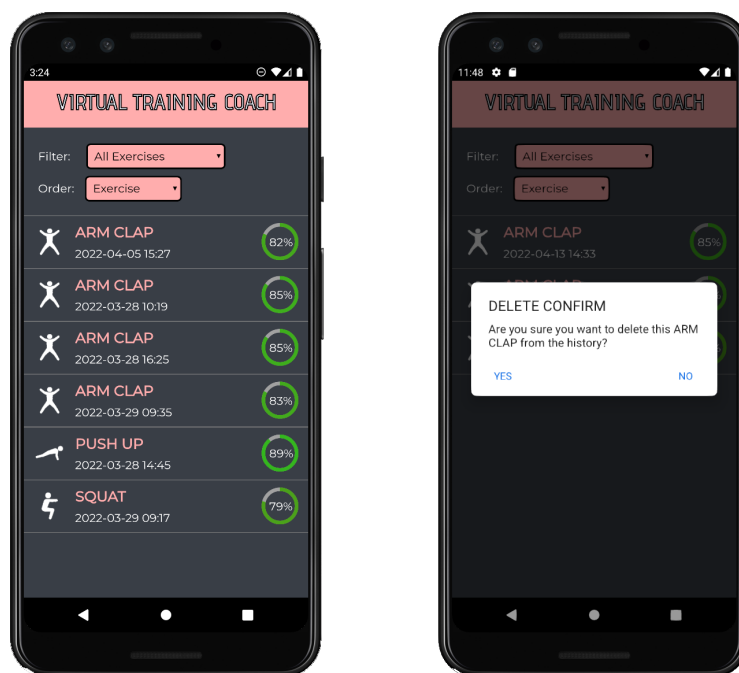 3:24
VIRTUAL TRAINING COACH
Filter: All Exercises
Order: Exercise
ARM CLAP
2022-04-05 15:27
82%
ARM CLAP
2022-03-28 10:19
85%
ARM CLAP
2022-03-28 16:25
85%
ARM CLAP
2022-03-29 09:35
83%
PUSH UP
2022-03-28 14:45
89%
SQUAT
2022-03-29 09:17
79%
11:48
VIRTUAL TRAINING COACH
Filter: All Exercises
Order: Exercise
ARM CLAP
2022-04-13 14:33
85%
ARM CLAP
DELETE CONFIRM
Are you sure you want to delete this ARM
CLAP from the history?
YES NO